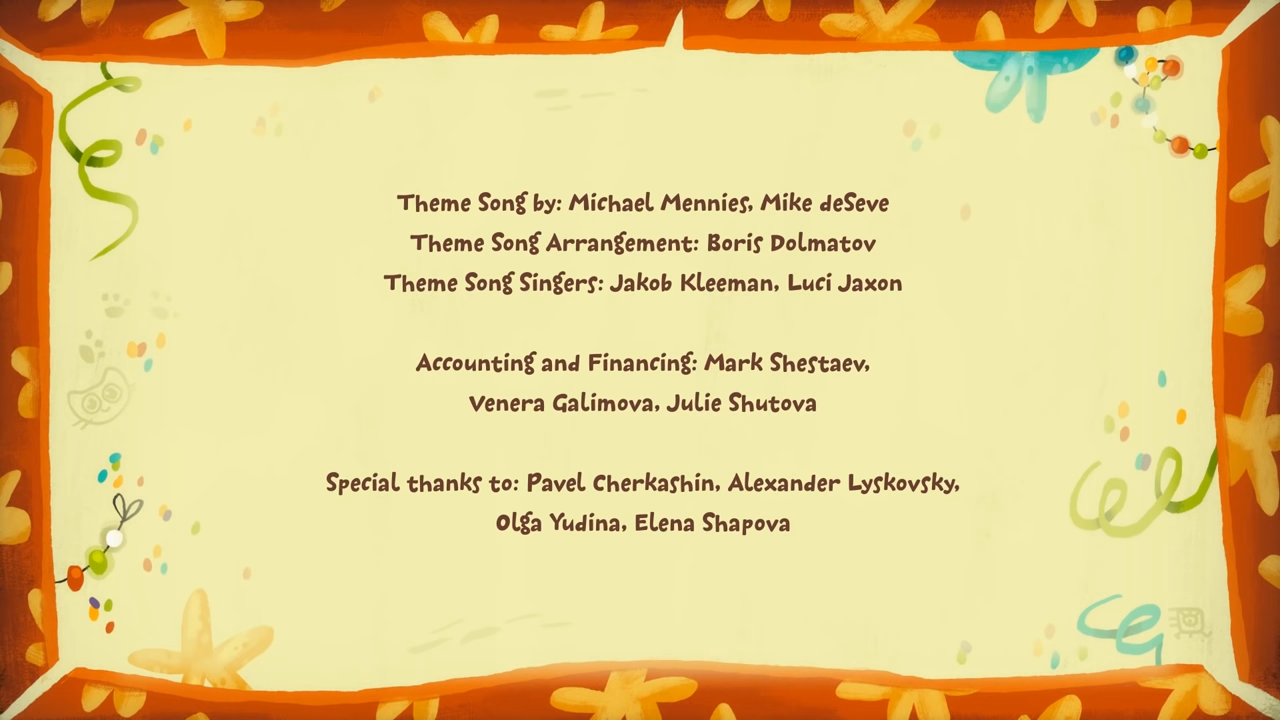 Theme Song by: Michael Mennies, Mike deSeve
Theme Song Arrangement: Boris Dolmatov
Theme Song Singers: Jakob Kleeman, Luci Jaxon
Accounting and Financing: Mark Shestaev,
Venera Galimova, Julie Shutova
Special thanks to: Pavel Cherkashin, Alexander Lyskovsky,
Olga Yudina, Elena Shapova